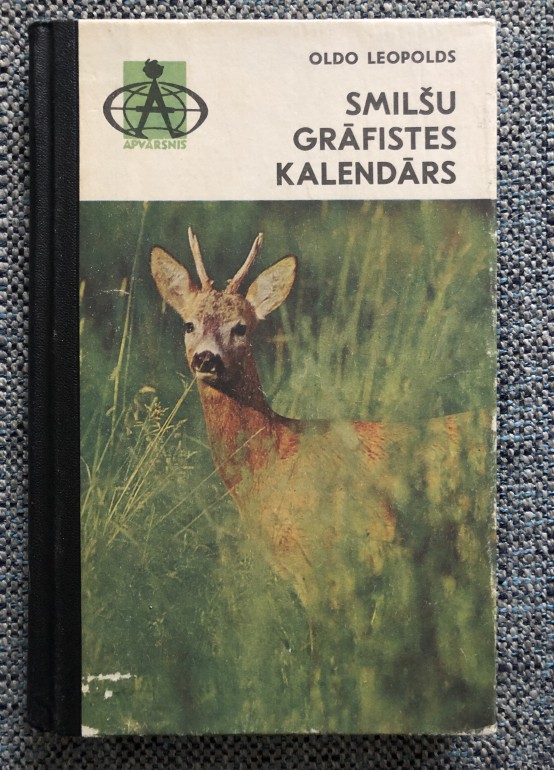 OLDO LEOPOLDS
SMILŠU
GRĀFISTES
KALENDĀRS
APVĀRSNIS